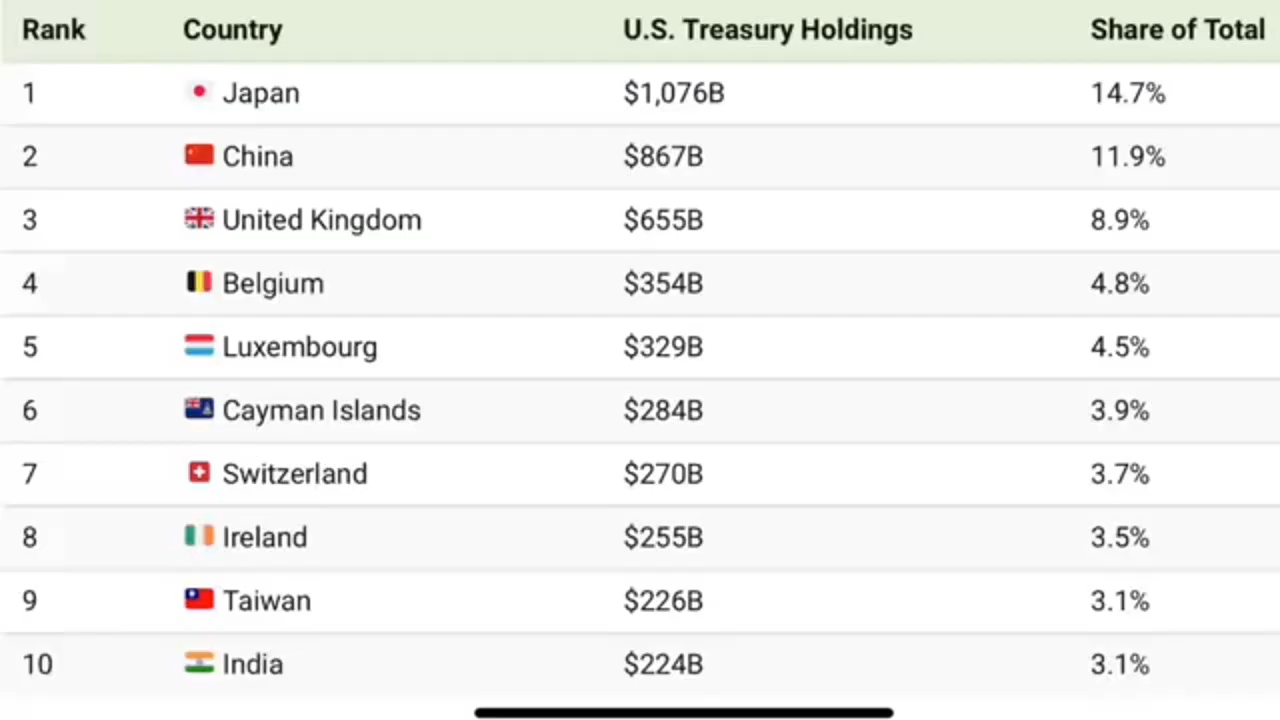 Rank Country U.S. Treasury Holdings Share of Total
1 Japan $1,076B 14.7%
2 China $867B 11.9%
3 United Kingdom $655B 8.9%
4 Belgium $354B 4.8%
5 Luxembourg $329B 4.5%
6 Cayman Islands $284B 3.9%
7 Switzerland $270B 3.7%
8 Ireland $255B 3.5%
9 Taiwan $226B 3.1%
10 India $224B 3.1%